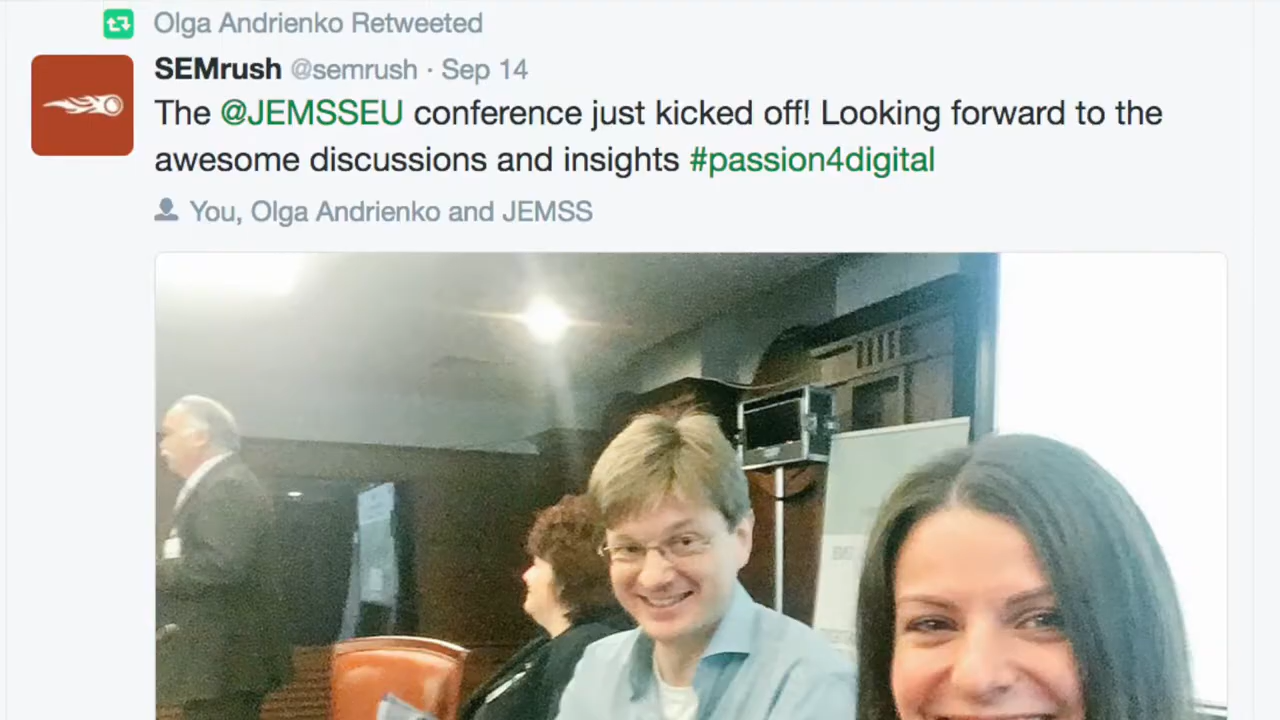 Olga Andrienko Retweeted
SEMrush @semrush · Sep 14
The @JEMSSEU conference just kicked off! Looking forward to the
awesome discussions and insights #passion4digital
You, Olga Andrienko and JEMSS